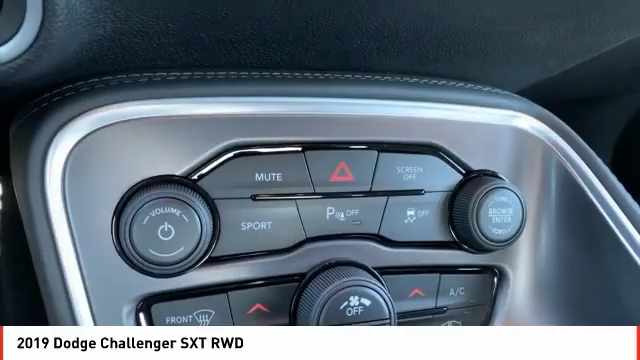 MUTE
SCREEN
OFF
VOLUME
SPORT
P OFF
OFF
BROWSE
ENTER
FRONT
OFF
A/C
2019 Dodge Challenger SXT RWD